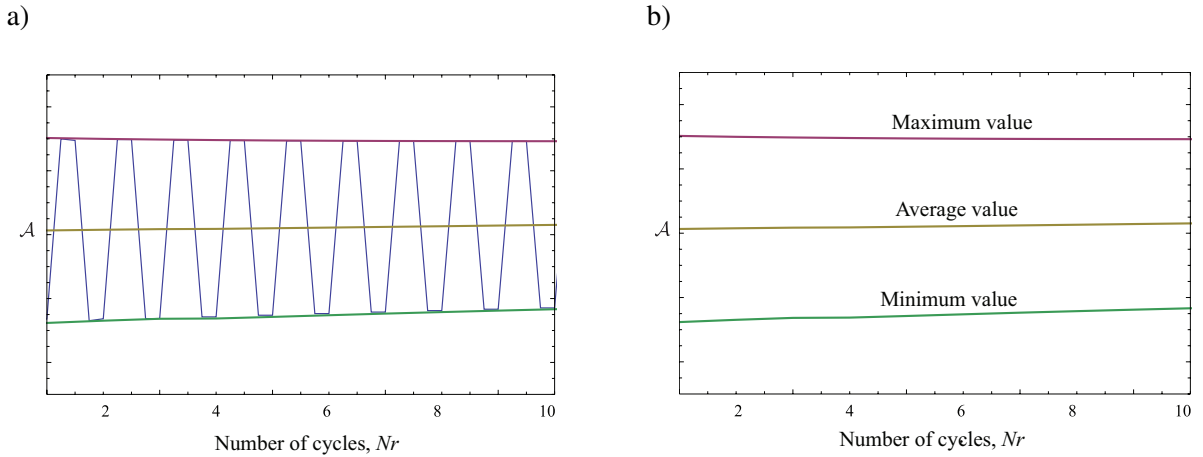 a)
𝒜
2 4 6 8 10
Number of cycles, Nr
b)
Maximum value
Average value
𝒜
Minimum value
2 4 6 8 10
Number of cycles, Nr